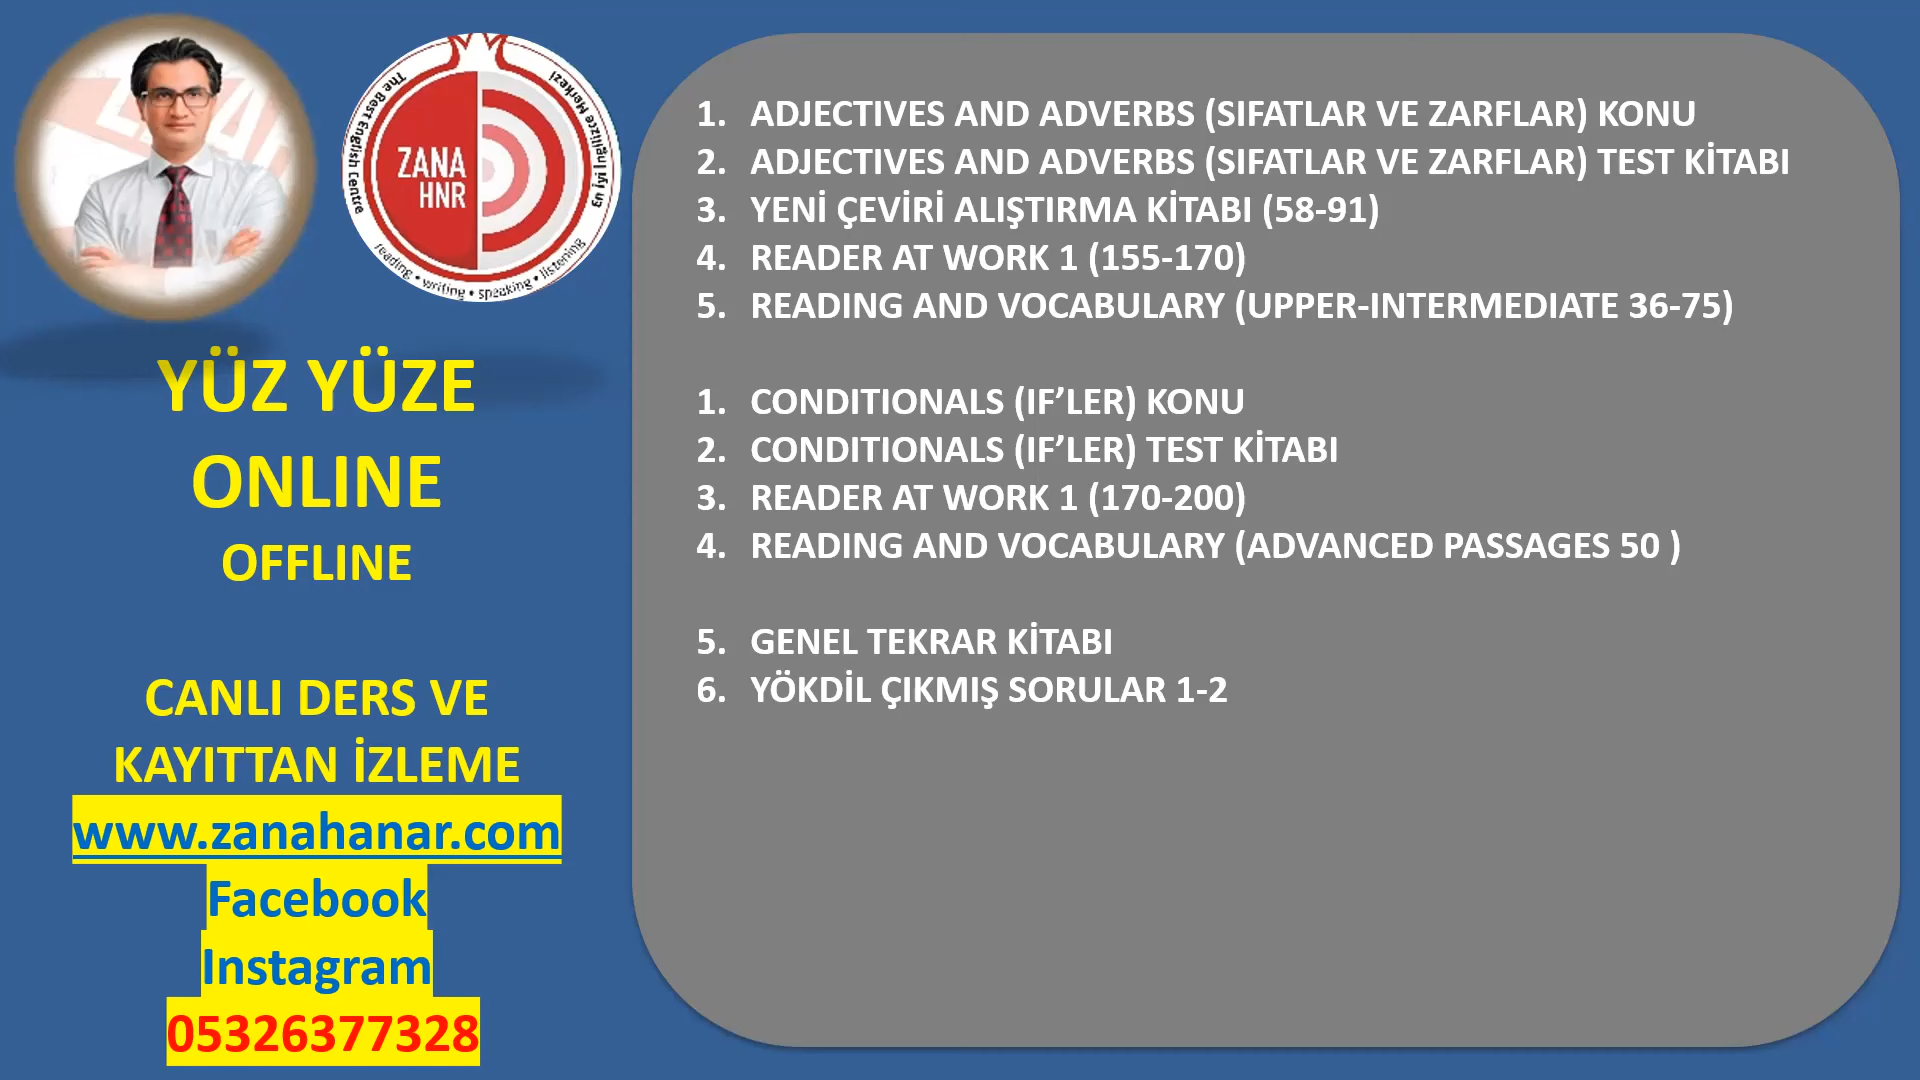 The Best English Centre
En İyi İngilizce Merkezi
ZANA
HNR
reading • writing • speaking • listening
YÜZ YÜZE
ONLINE
OFFLINE
CANLI DERS VE
KAYITTAN İZLEME
www.zanahanar.com
Facebook
Instagram
05326377328
1. ADJECTIVES AND ADVERBS (SIFATLAR VE ZARFLAR) KONU
2. ADJECTIVES AND ADVERBS (SIFATLAR VE ZARFLAR) TEST KİTABI
3. YENİ ÇEVİRİ ALIŞTIRMA KİTABI (58-91)
4. READER AT WORK 1 (155-170)
5. READING AND VOCABULARY (UPPER-INTERMEDIATE 36-75)
1. CONDITIONALS (IF’LER) KONU
2. CONDITIONALS (IF’LER) TEST KİTABI
3. READER AT WORK 1 (170-200)
4. READING AND VOCABULARY (ADVANCED PASSAGES 50 )
5. GENEL TEKRAR KİTABI
6. YÖKDİL ÇIKMIŞ SORULAR 1-2